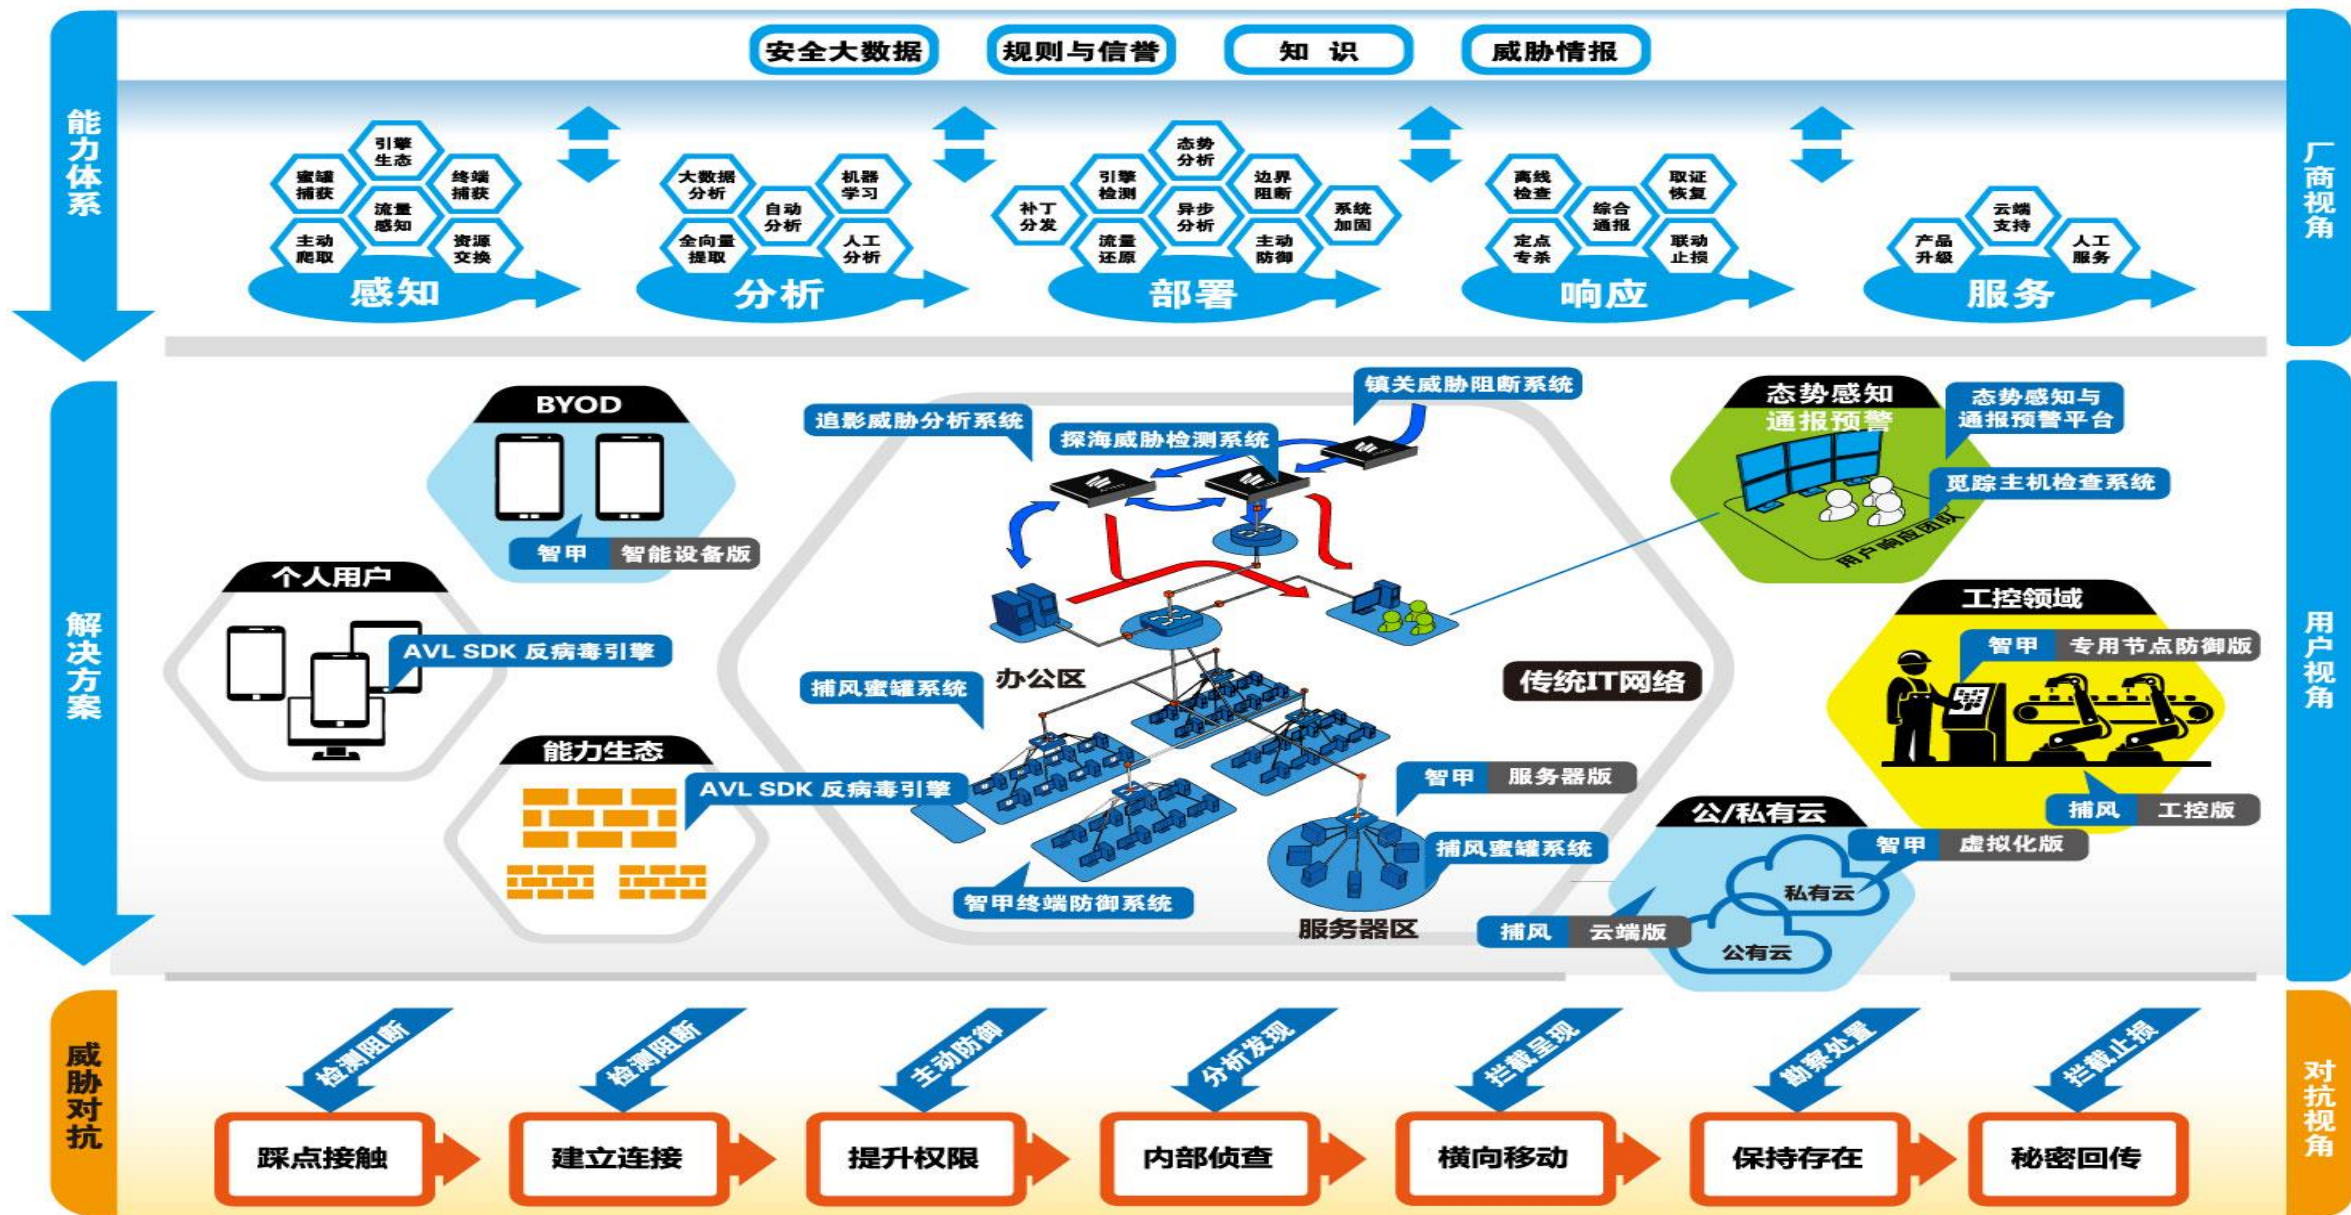 安全大数据
规则与信誉
知 识
威胁情报
能力体系
厂商视角
引擎
生态
蜜罐
捕获
终端
捕获
流量
感知
主动
爬取
资源
交换
感知
大数据
分析
机器
学习
自动
分析
全向量
提取
人工
分析
分析
态势
分析
引擎
检测
边界
阻断
补丁
分发
异步
分析
系统
加固
流量
还原
主动
防御
部署
离线
检查
取证
恢复
综合
通报
定点
专杀
联动
止损
响应
云端
支持
产品
升级
人工
服务
服务
解决方案
用户视角
BYOD
智甲 智能设备版
个人用户
AVL SDK 反病毒引擎
能力生态
AVL SDK 反病毒引擎
追影威胁分析系统
探海威胁检测系统
镇关威胁阻断系统
办公区
捕风蜜罐系统
传统IT网络
智甲 服务器版
捕风蜜罐系统
智甲终端防御系统
服务器区
态势感知
通报预警
态势感知与
通报预警平台
觅踪主机检查系统
用户响应团队
工控领域
智甲 专用节点防御版
捕风 工控版
公/私有云
智甲 虚拟化版
私有云
公有云
捕风 云端版
威胁对抗
对抗视角
检测阻断
检测阻断
主动防御
分析发现
拦截呈现
勘察处置
拦截止损
踩点接触
建立连接
提升权限
内部侦查
横向移动
保持存在
秘密回传